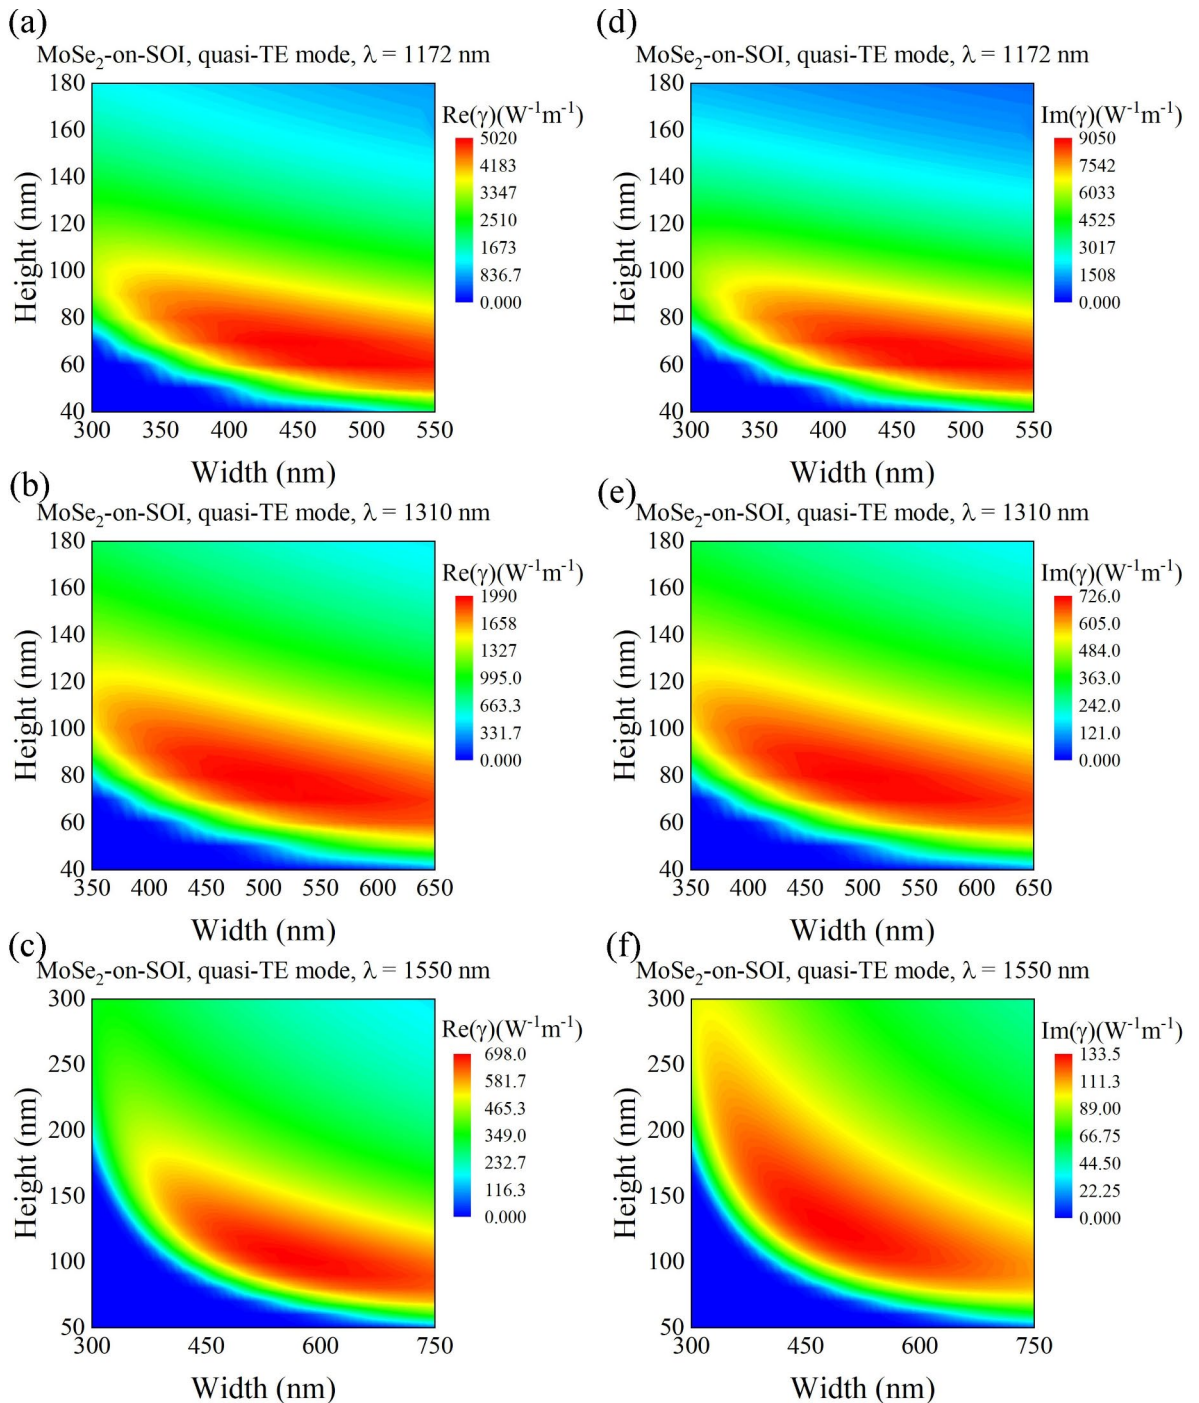 (a)
MoSe₂-on-SOI, quasi-TE mode, λ = 1172 nm
Height (nm)
180
160
140
120
100
80
60
40
300 350 400 450 500 550
Width (nm)
Re(γ)(W⁻¹m⁻¹)
5020
4183
3347
2510
1673
836.7
0.000
(d)
MoSe₂-on-SOI, quasi-TE mode, λ = 1172 nm
Height (nm)
180
160
140
120
100
80
60
40
300 350 400 450 500 550
Width (nm)
Im(γ)(W⁻¹m⁻¹)
9050
7542
6033
4525
3017
1508
0.000
(b)
MoSe₂-on-SOI, quasi-TE mode, λ = 1310 nm
Height (nm)
180
160
140
120
100
80
60
40
350 400 450 500 550 600 650
Width (nm)
Re(γ)(W⁻¹m⁻¹)
1990
1658
1327
995.0
663.3
331.7
0.000
(e)
MoSe₂-on-SOI, quasi-TE mode, λ = 1310 nm
Height (nm)
180
160
140
120
100
80
60
40
350 400 450 500 550 600 650
Width (nm)
Im(γ)(W⁻¹m⁻¹)
726.0
605.0
484.0
363.0
242.0
121.0
0.000
(c)
MoSe₂-on-SOI, quasi-TE mode, λ = 1550 nm
Height (nm)
300
250
200
150
100
50
300 450 600 750
Width (nm)
Re(γ)(W⁻¹m⁻¹)
698.0
581.7
465.3
349.0
232.7
116.3
0.000
(f)
MoSe₂-on-SOI, quasi-TE mode, λ = 1550 nm
Height (nm)
300
250
200
150
100
50
300 450 600 750
Width (nm)
Im(γ)(W⁻¹m⁻¹)
133.5
111.3
89.00
66.75
44.50
22.25
0.000